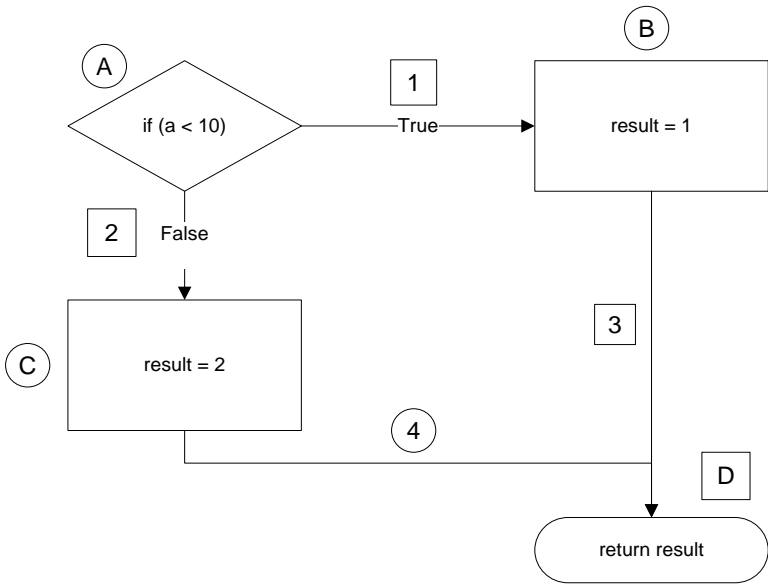 B
A
1
if (a < 10)
True
result = 1
2
False
3
C
result = 2
4
D
return result